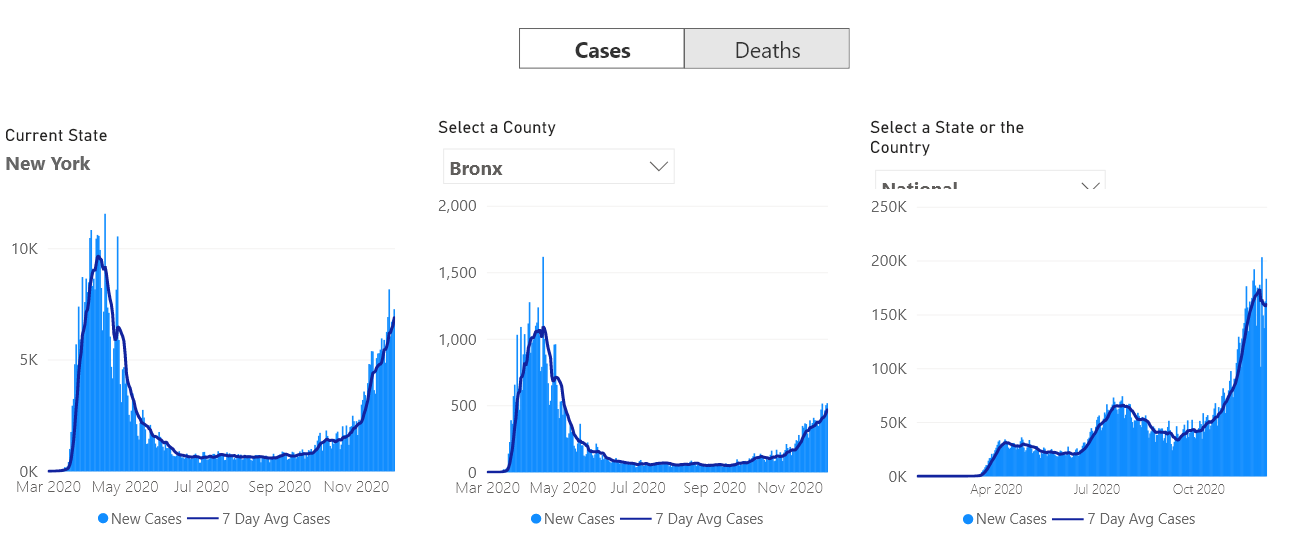 Cases Deaths
Current State
New York
Select a County
Bronx
Select a State or the
Country
National
10K
5K
0K
Mar 2020 May 2020 Jul 2020 Sep 2020 Nov 2020
New Cases 7 Day Avg Cases
2,000
1,500
1,000
500
0
Mar 2020 May 2020 Jul 2020 Sep 2020 Nov 2020
New Cases 7 Day Avg Cases
250K
200K
150K
100K
50K
0K
Apr 2020 Jul 2020 Oct 2020
New Cases 7 Day Avg Cases